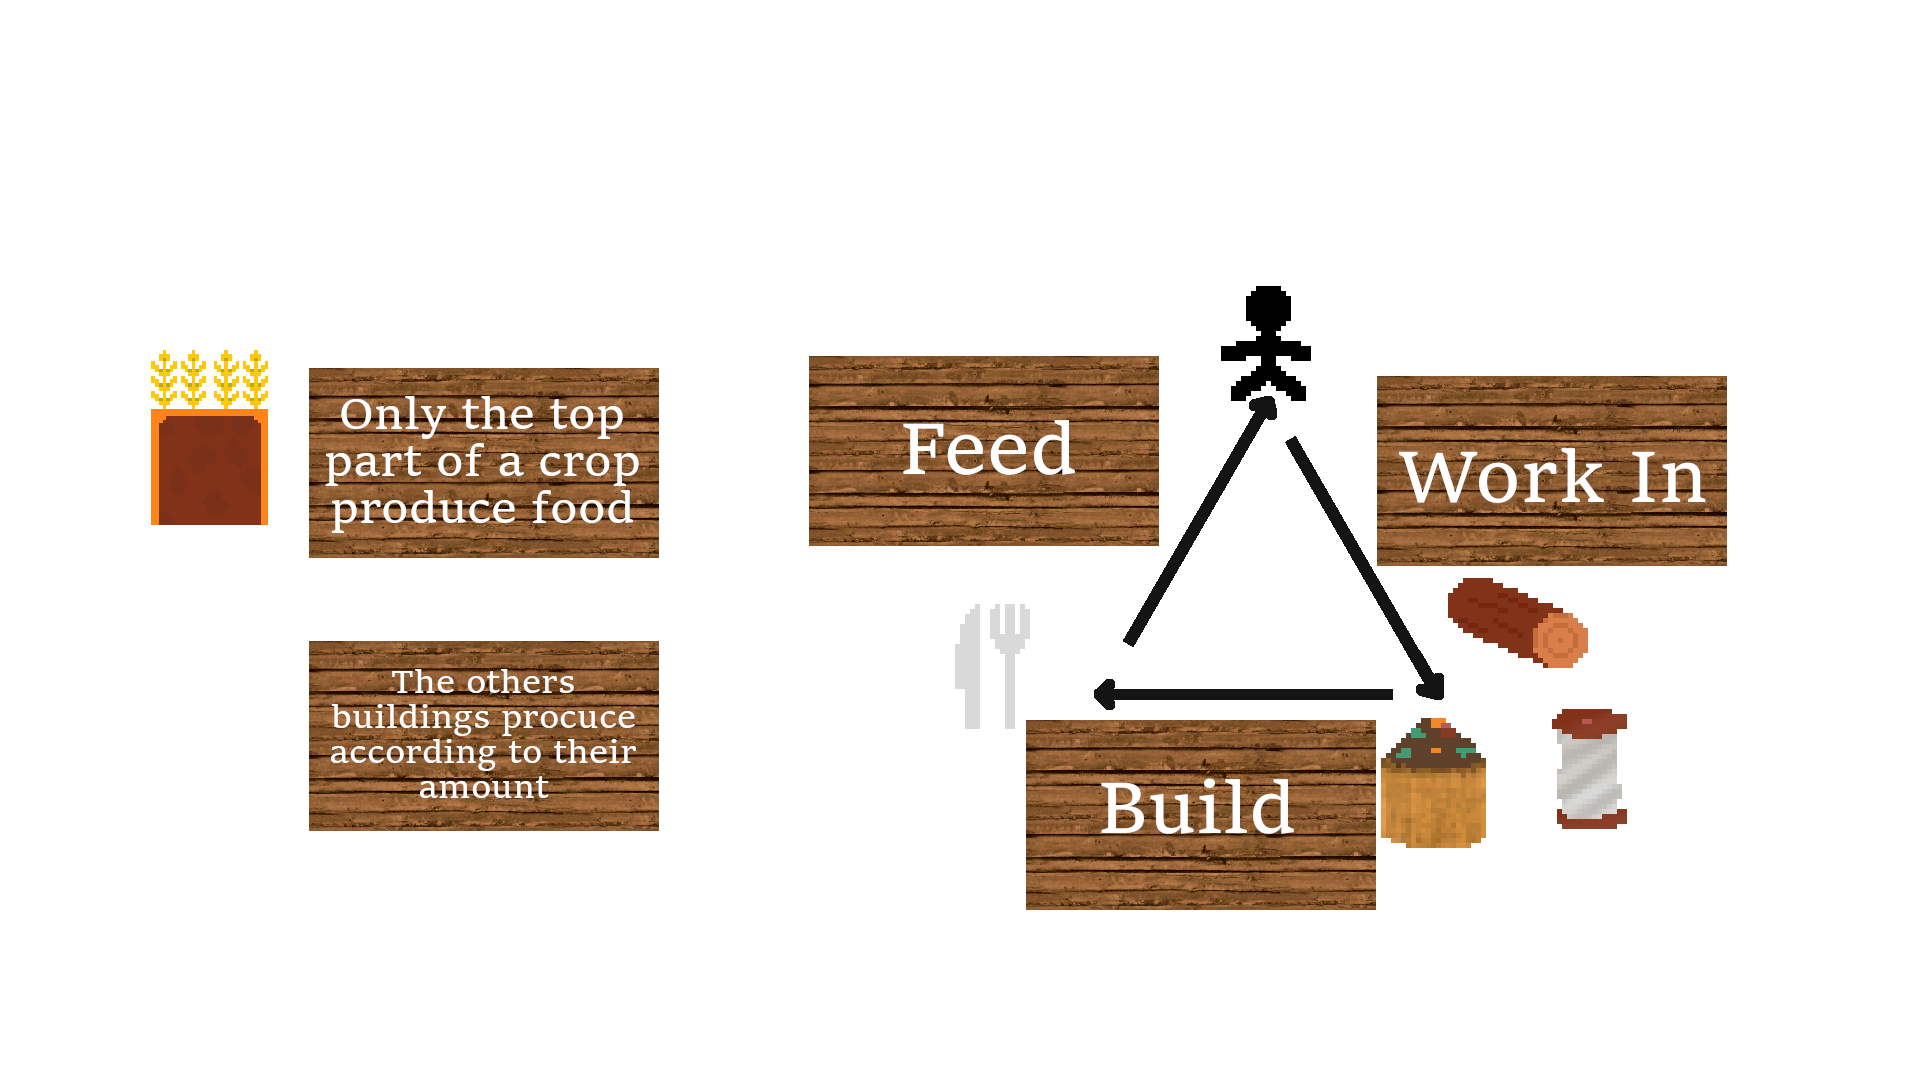 Only the top
part of a crop
produce food
The others
buildings procuce
according to their
amount
Feed
Work In
Build